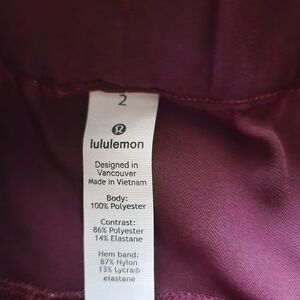 2
lululemon
Designed in
Vancouver
Made in Vietnam
Body:
100% Polyester
Contrast:
86% Polyester
14% Elastane
Hem band:
87% Nylon
13% Lycra®
elastane